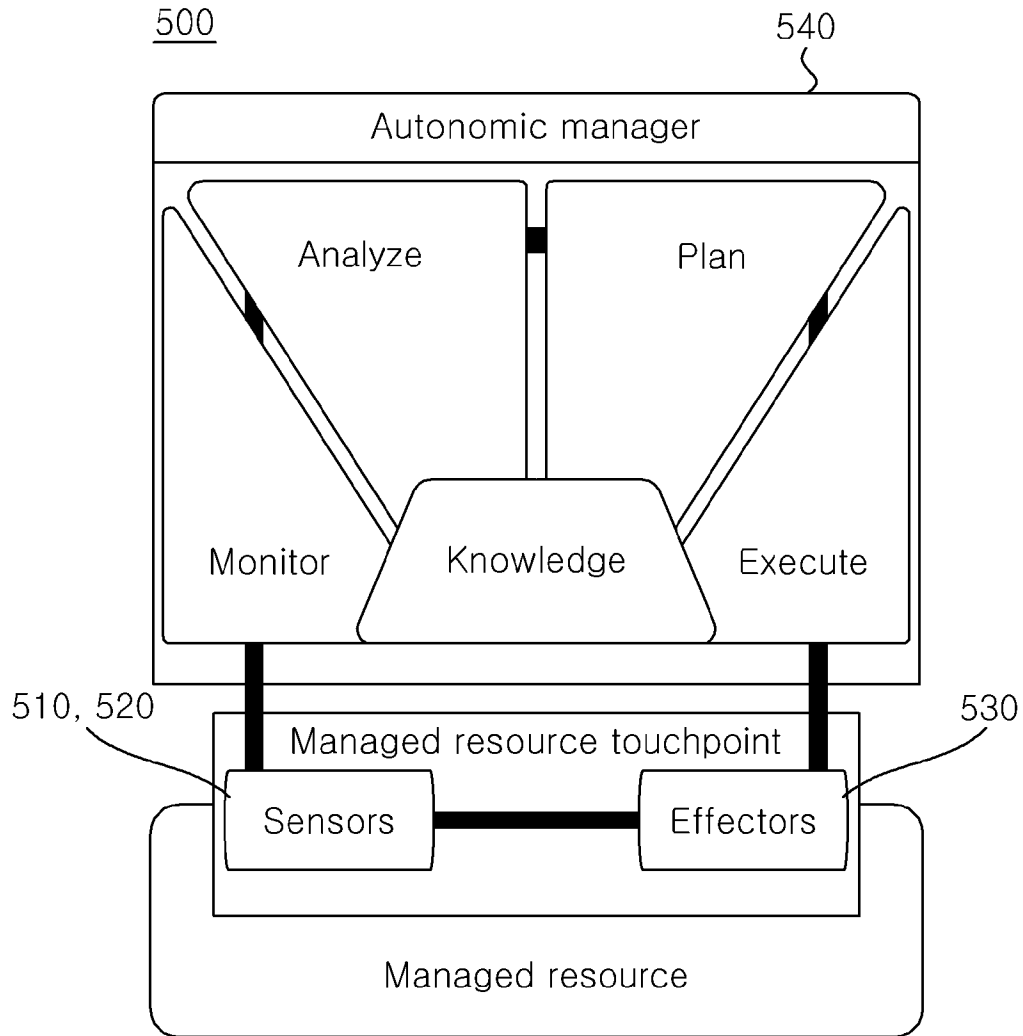 500
540
Autonomic manager
Analyze
Plan
Monitor
Knowledge
Execute
510, 520
530
Managed resource touchpoint
Sensors
Effectors
Managed resource